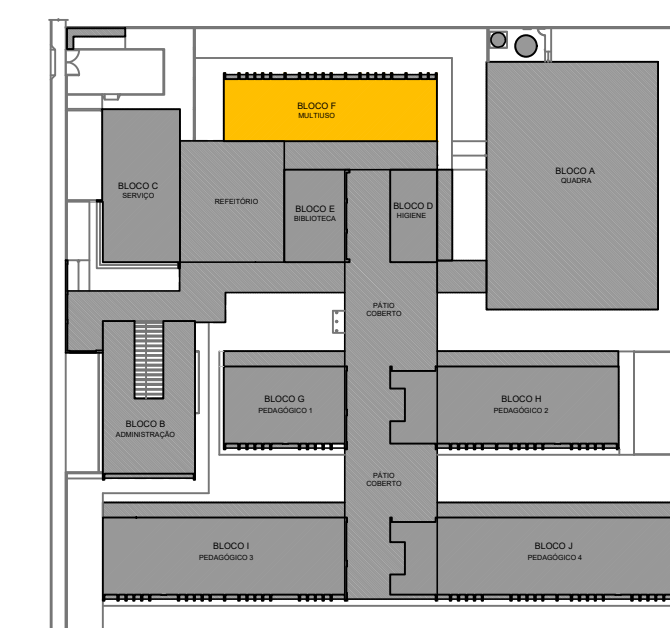 BLOCO F
MULTIUSO
BLOCO A
QUADRA
BLOCO C
SERVIÇO
REFEITÓRIO
BLOCO E
BIBLIOTECA
BLOCO D
HIGIENE
PÁTIO
COBERTO
BLOCO G
PEDAGÓGICO 1
BLOCO H
PEDAGÓGICO 2
BLOCO B
ADMINISTRAÇÃO
PÁTIO
COBERTO
BLOCO I
PEDAGÓGICO 3
BLOCO J
PEDAGÓGICO 4